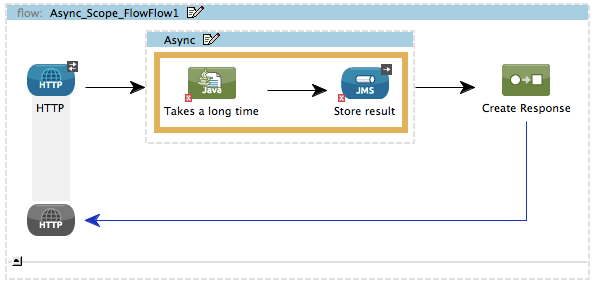 flow: Async_Scope_FlowFlow1
Async
HTTP
Java
JMS
HTTP
Takes a long time
Store result
Create Response
HTTP